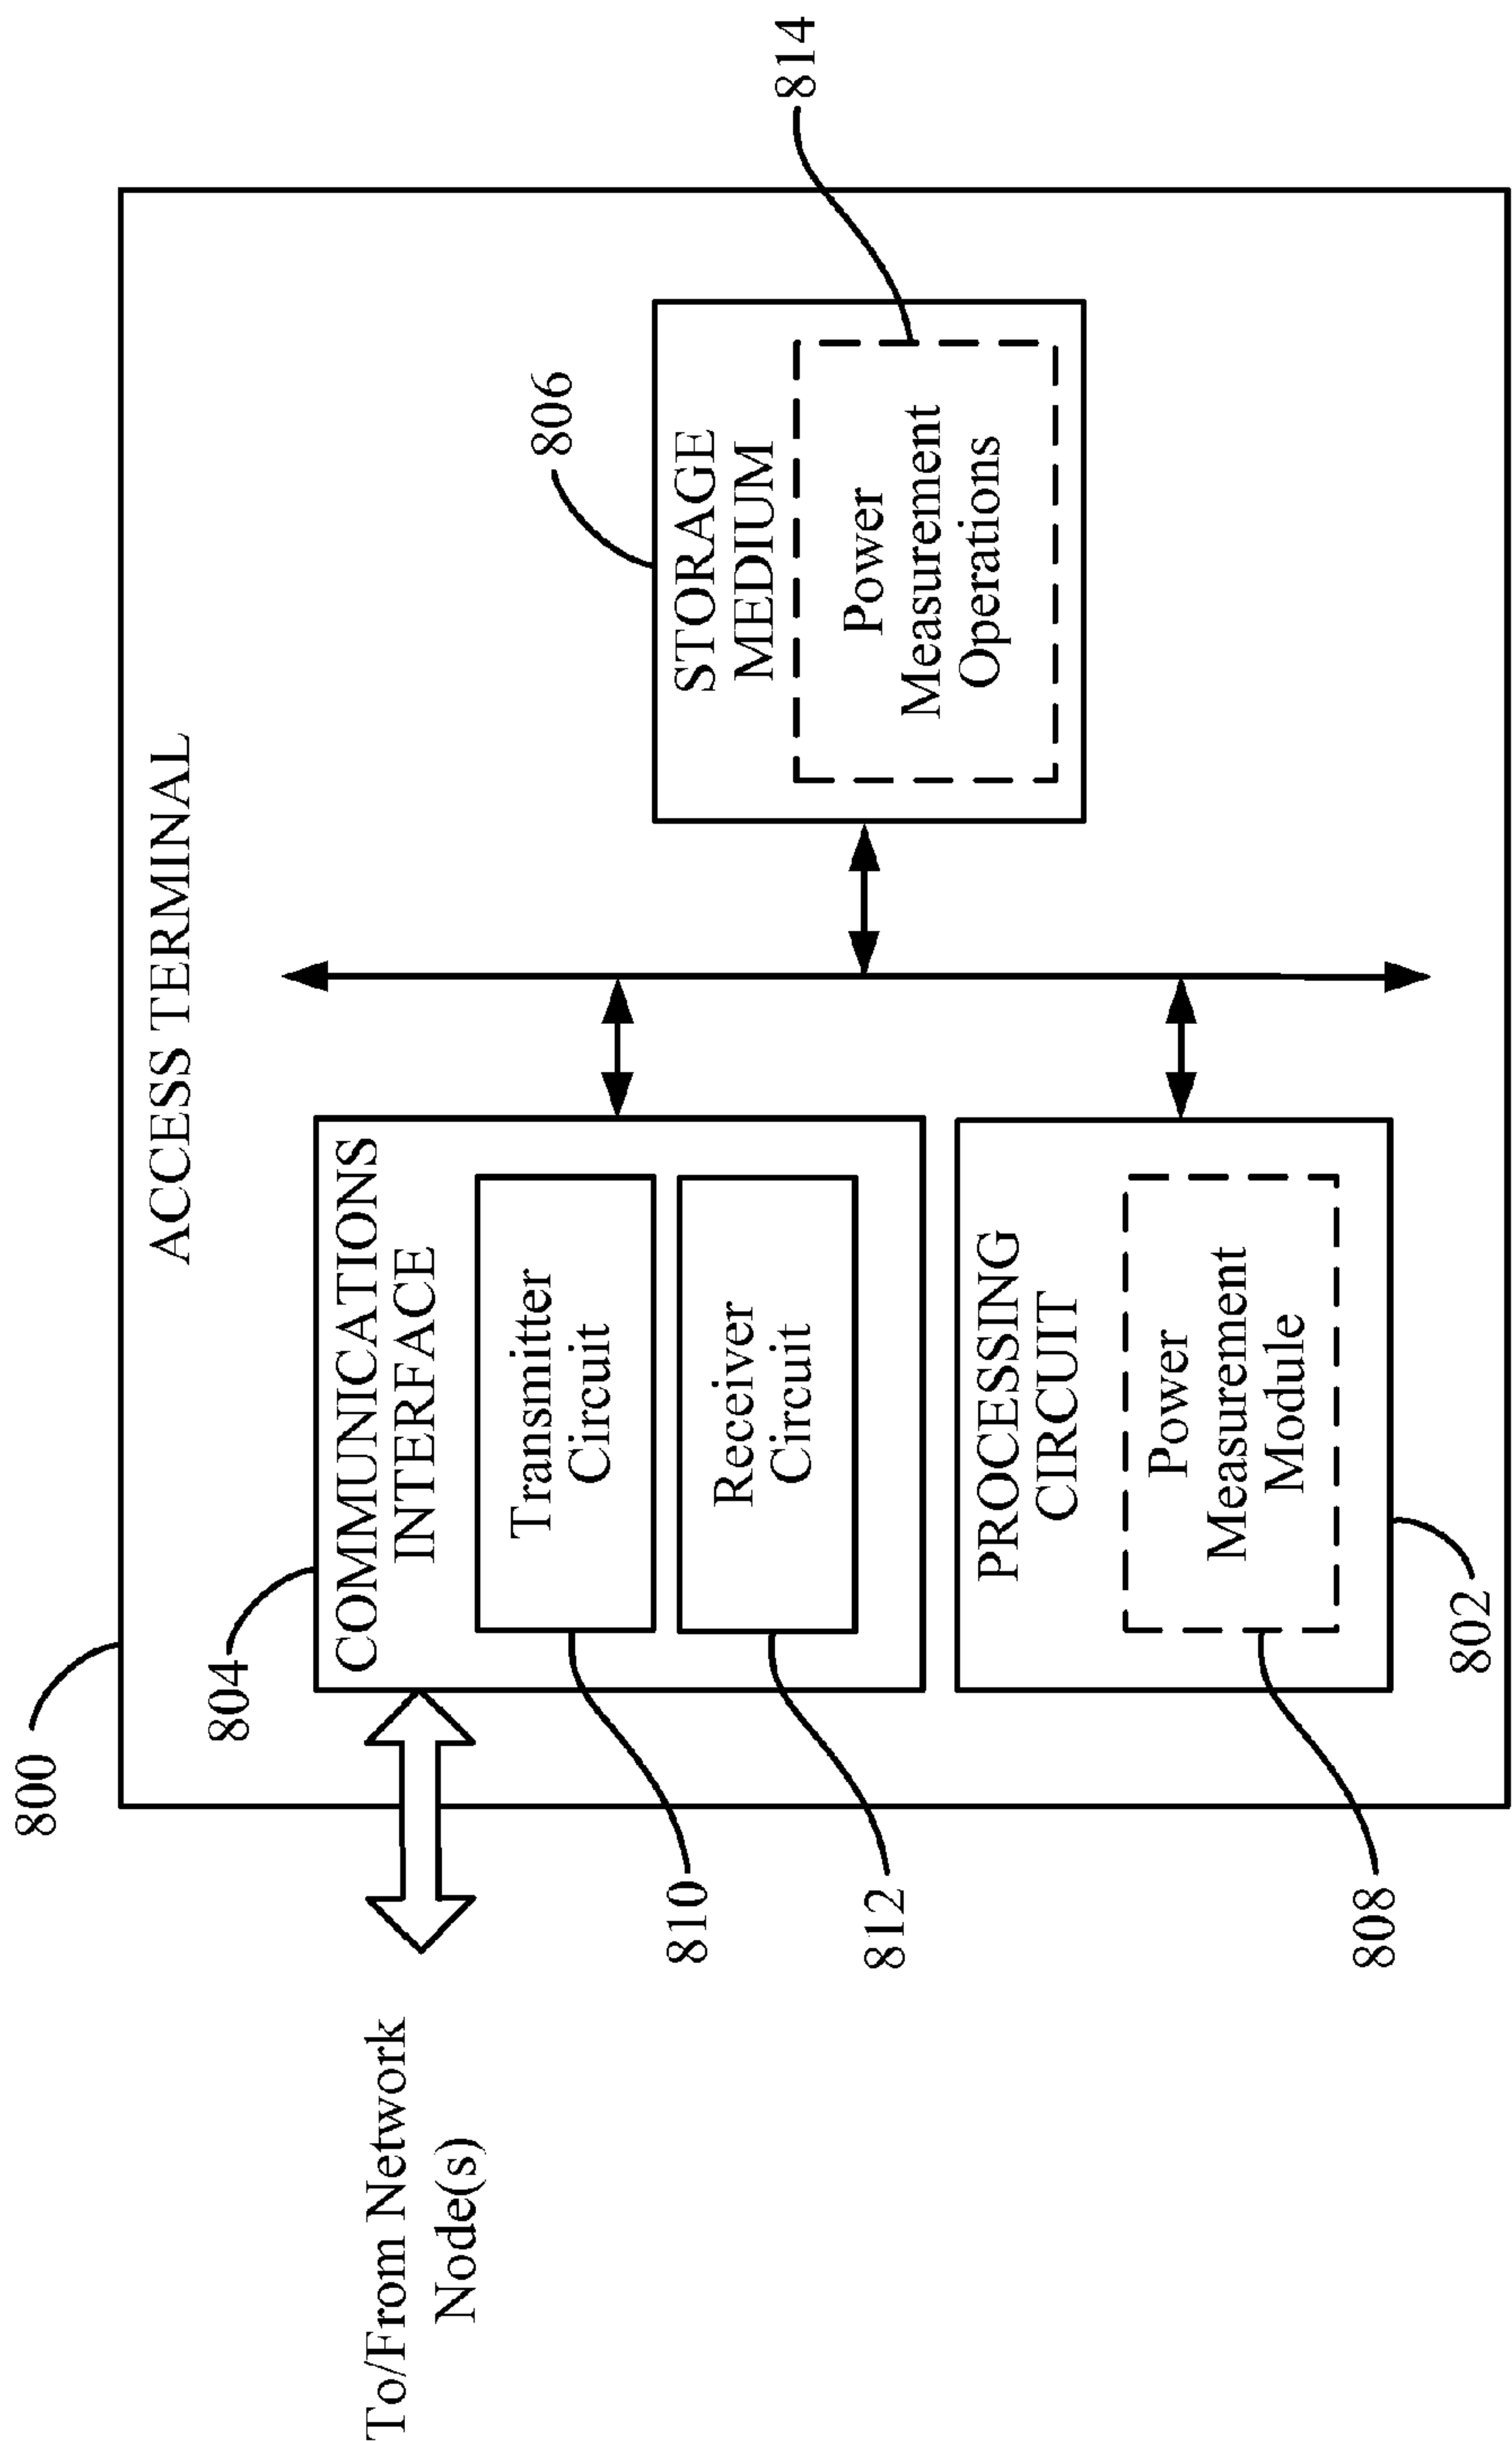 800
ACCESS TERMINAL
804
COMMUNICATIONS
INTERFACE
To/From Network
Node(s)
Transmitter
Circuit
810
Receiver
Circuit
812
806
STORAGE
MEDIUM
Power
Measurement
Operations
814
PROCESSING
CIRCUIT
Power
Measurement
Module
808
802